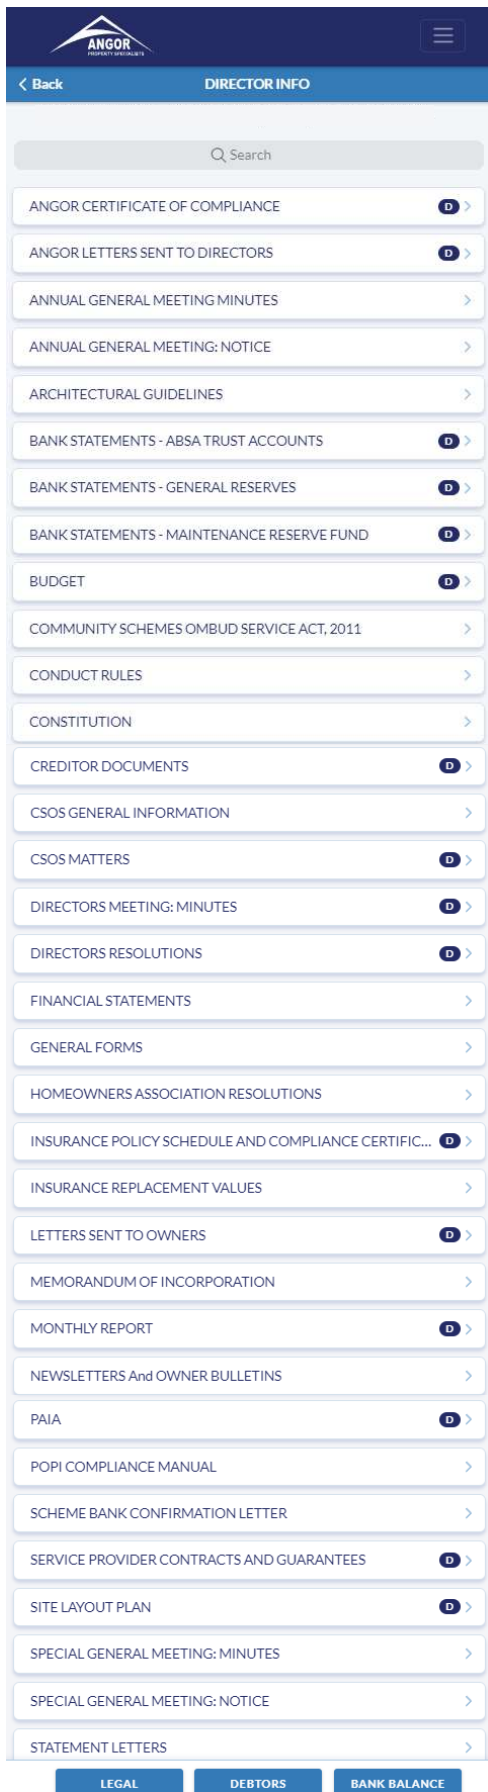 ANGOR
PROPERTY SPECIALISTS
Back
DIRECTOR INFO
Search
ANGOR CERTIFICATE OF COMPLIANCE D
ANGOR LETTERS SENT TO DIRECTORS D
ANNUAL GENERAL MEETING MINUTES
ANNUAL GENERAL MEETING: NOTICE
ARCHITECTURAL GUIDELINES
BANK STATEMENTS - ABSA TRUST ACCOUNTS D
BANK STATEMENTS - GENERAL RESERVES D
BANK STATEMENTS - MAINTENANCE RESERVE FUND D
BUDGET D
COMMUNITY SCHEMES OMBUD SERVICE ACT, 2011
CONDUCT RULES
CONSTITUTION
CREDITOR DOCUMENTS D
CSOS GENERAL INFORMATION
CSOS MATTERS D
DIRECTORS MEETING: MINUTES D
DIRECTORS RESOLUTIONS D
FINANCIAL STATEMENTS
GENERAL FORMS
HOMEOWNERS ASSOCIATION RESOLUTIONS
INSURANCE POLICY SCHEDULE AND COMPLIANCE CERTIFIC... D
INSURANCE REPLACEMENT VALUES
LETTERS SENT TO OWNERS D
MEMORANDUM OF INCORPORATION
MONTHLY REPORT D
NEWSLETTERS And OWNER BULLETINS
PAIA D
POPI COMPLIANCE MANUAL
SCHEME BANK CONFIRMATION LETTER
SERVICE PROVIDER CONTRACTS AND GUARANTEES D
SITE LAYOUT PLAN D
SPECIAL GENERAL MEETING: MINUTES
SPECIAL GENERAL MEETING: NOTICE
STATEMENT LETTERS
LEGAL DEBTORS BANK BALANCE